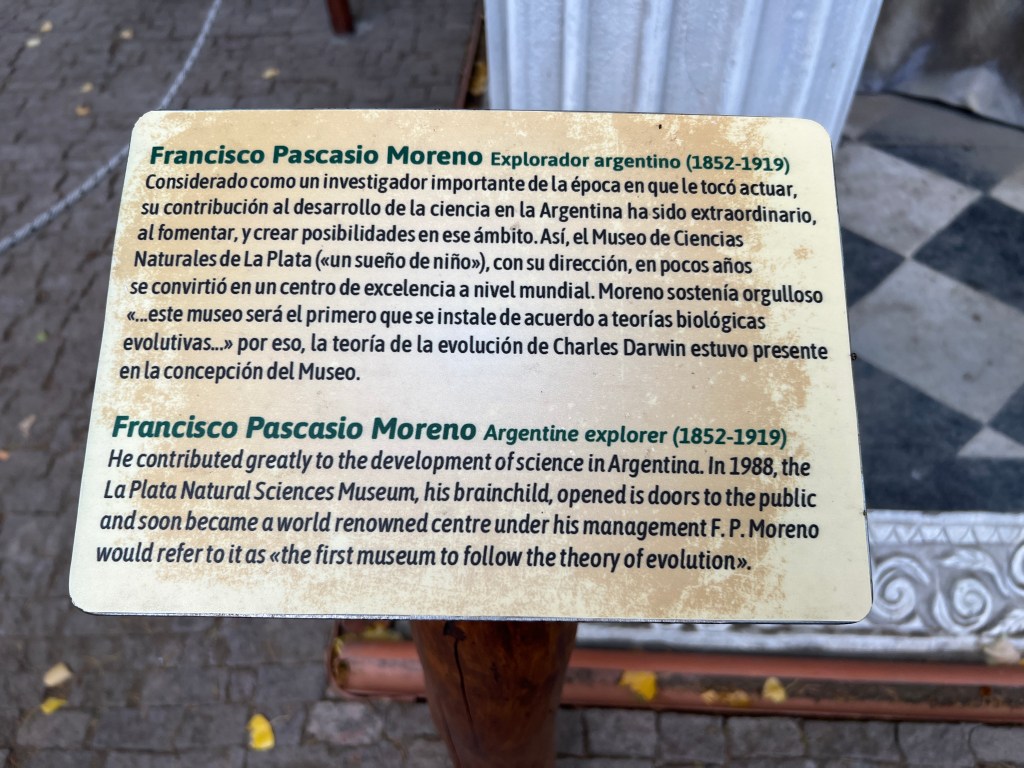 Francisco Pascasio Moreno Explorador argentino (1852-1919)
Considerado como un investigador importante de la época en que le tocó actuar,
su contribución al desarrollo de la ciencia en la Argentina ha sido extraordinario,
al fomentar, y crear posibilidades en ese ámbito. Así, el Museo de Ciencias
Naturales de La Plata («un sueño de niño»), con su dirección, en pocos años
se convirtió en un centro de excelencia a nivel mundial. Moreno sostenía orgulloso
«...este museo será el primero que se instale de acuerdo a teorías biológicas
evolutivas...» por eso, la teoría de la evolución de Charles Darwin estuvo presente
en la concepción del Museo.
Francisco Pascasio Moreno Argentine explorer (1852-1919)
He contributed greatly to the development of science in Argentina. In 1988, the
La Plata Natural Sciences Museum, his brainchild, opened is doors to the public
and soon became a world renowned centre under his management F. P. Moreno
would refer to it as «the first museum to follow the theory of evolution».